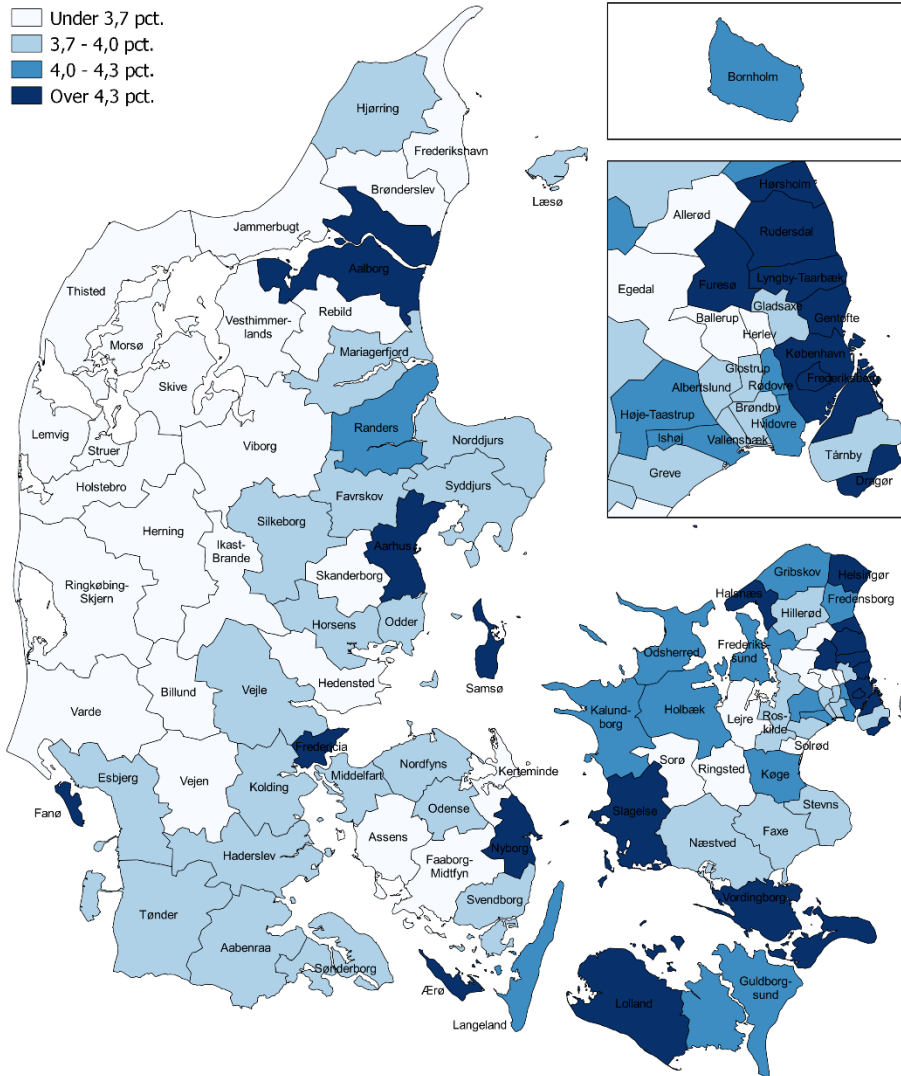 Under 3,7 pct.
3,7 - 4,0 pct.
4,0 - 4,3 pct.
Over 4,3 pct.
Bornholm
Hjørring
Frederikshavn
Læsø
Brønderslev
Jammerbugt
Aalborg
Thisted
Vesthimmer-
lands
Rebild
Morsø
Mariagerfjord
Skive
Lemvig
Struer
Viborg
Randers
Norddjurs
Holstebro
Syddjurs
Favrskov
Silkeborg
Herning
Ikast-
Brande
Aarhus
Skanderborg
Ringkøbing-
Skjern
Horsens
Odder
Samsø
Hedensted
Billund
Vejle
Varde
Fredericia
Esbjerg
Vejen
Kolding
Middelfart
Nordfyns
Kerteminde
Fanø
Odense
Assens
Nyborg
Haderslev
Faaborg-
Midtfyn
Svendborg
Tønder
Aabenraa
Sønderborg
Ærø
Langeland
Hørsholm
Allerød
Rudersdal
Furesø
Lyngby-Taarbæk
Egedal
Gladsaxe
Gentofte
Ballerup
Herlev
København
Glostrup
Frederiksberg
Albertslund
Rødovre
Høje-Taastrup
Brøndby
Hvidovre
Ishøj
Vallensbæk
Tårnby
Greve
Dragør
Gribskov
Helsingør
Halsnæs
Fredensborg
Hillerød
Odsherred
Frederiks-
sund
Kalund-
borg
Holbæk
Lejre
Ros-
kilde
Solrød
Sorø
Ringsted
Køge
Slagelse
Stevns
Næstved
Faxe
Vordingborg
Guldborg-
sund
Lolland